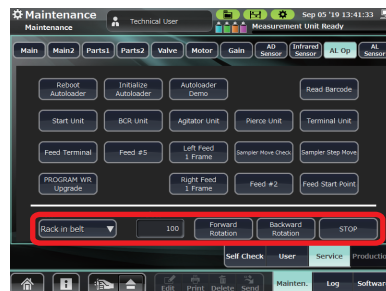 Maintenance
Maintenance
Technical User
Sep 05 '19 13:41:33
Measurement Unit Ready
Main Main2 Parts1 Parts2 Valve Motor Gain AD Sensor Infrared Sensor AL Op AL Sensor
Reboot Autoloader
Initialize Autoloader
Autoloader Demo
Read Barcode
Start Unit
BCR Unit
Agitator Unit
Pierce Unit
Terminal Unit
Feed Terminal
Feed #5
Left Feed 1 Frame
Sampler Move Check
Sampler Step Move
PROGRAM WR Upgrade
Right Feed 1 Frame
Feed #2
Feed Start Point
Rack in belt
100
Forward Rotation
Backward Rotation
STOP
Self Check User Service Productio
Edit Print Delete Send
Mainten. Log Softwar